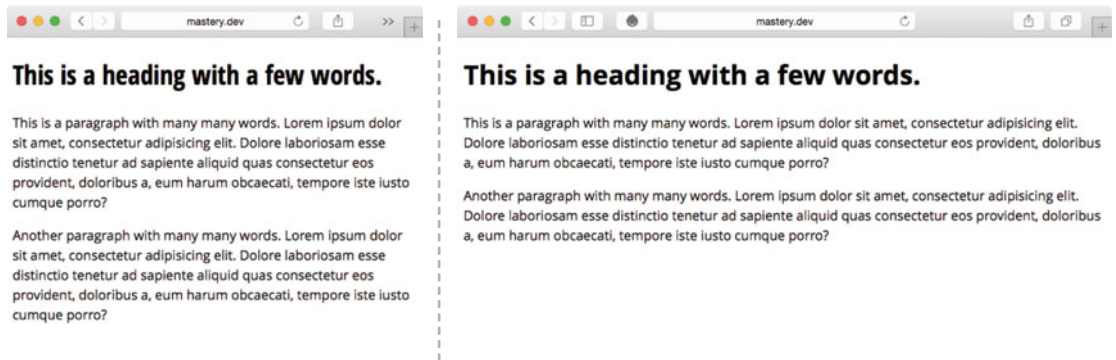 mastery.dev
This is a heading with a few words.
This is a paragraph with many many words. Lorem ipsum dolor
sit amet, consectetur adipisicing elit. Dolore laboriosam esse
distinctio tenetur ad sapiente aliquid quas consectetur eos
provident, doloribus a, eum harum obcaecati, tempore iste iusto
cumque porro?
Another paragraph with many many words. Lorem ipsum dolor
sit amet, consectetur adipisicing elit. Dolore laboriosam esse
distinctio tenetur ad sapiente aliquid quas consectetur eos
provident, doloribus a, eum harum obcaecati, tempore iste iusto
cumque porro?
mastery.dev
This is a heading with a few words.
This is a paragraph with many many words. Lorem ipsum dolor sit amet, consectetur adipisicing elit.
Dolore laboriosam esse distinctio tenetur ad sapiente aliquid quas consectetur eos provident, doloribus
a, eum harum obcaecati, tempore iste iusto cumque porro?
Another paragraph with many many words. Lorem ipsum dolor sit amet, consectetur adipisicing elit.
Dolore laboriosam esse distinctio tenetur ad sapiente aliquid quas consectetur eos provident, doloribus
a, eum harum obcaecati, tempore iste iusto cumque porro?